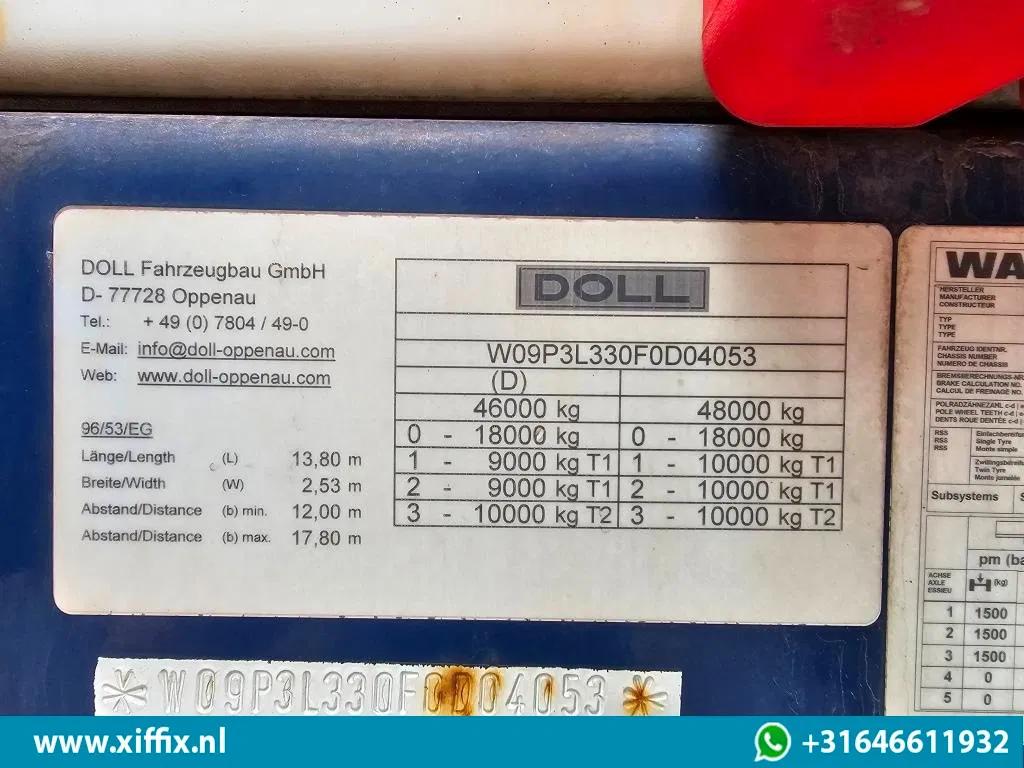 DOLL Fahrzeugbau GmbH
D- 77728 Oppenau
Tel.: + 49 (0) 7804 / 49-0
E-Mail: info@doll-oppenau.com
Web: www.doll-oppenau.com
96/53/EG
Länge/Length (L) 13,80 m
Breite/Width (W) 2,53 m
Abstand/Distance (b) min. 12,00 m
Abstand/Distance (b) max. 17,80 m
DOLL
W09P3L330F0D04053
(D)
46000 kg 48000 kg
0 - 18000 kg 0 - 18000 kg
1 - 9000 kg T1 1 - 10000 kg T1
2 - 9000 kg T1 2 - 10000 kg T1
3 - 10000 kg T2 3 - 10000 kg T2
WA
HERSTELLER
MANUFACTURER
CONSTRUCTEUR
TYP
TYPE
TYPE
FAHRZEUG IDENTNR.
CHASSIS NUMBER
NUMERO DE CHASSIS
BREMSBERECHNUNGS-NR
BRAKE CALCULATION NO.
CALCUL DE FREINAGE NO.
POLRADZÄHNEZAHL c-d
POLE WHEEL TEETH c-d
DENTS ROUE DENTEE c-d
RSS Einfachbereifu
RSS Single Tyre
RSS Monte simple
Zwillingsbereif
Twin Tyre
Monte jumelée
Subsystems S
pm (ba
ACHSE
AXLE
ESSIEU
(kg)
1 1500
2 1500
3 1500
4 0
5 0
* W09P3L330F0D04053 *
www.xiffix.nl
+31646611932